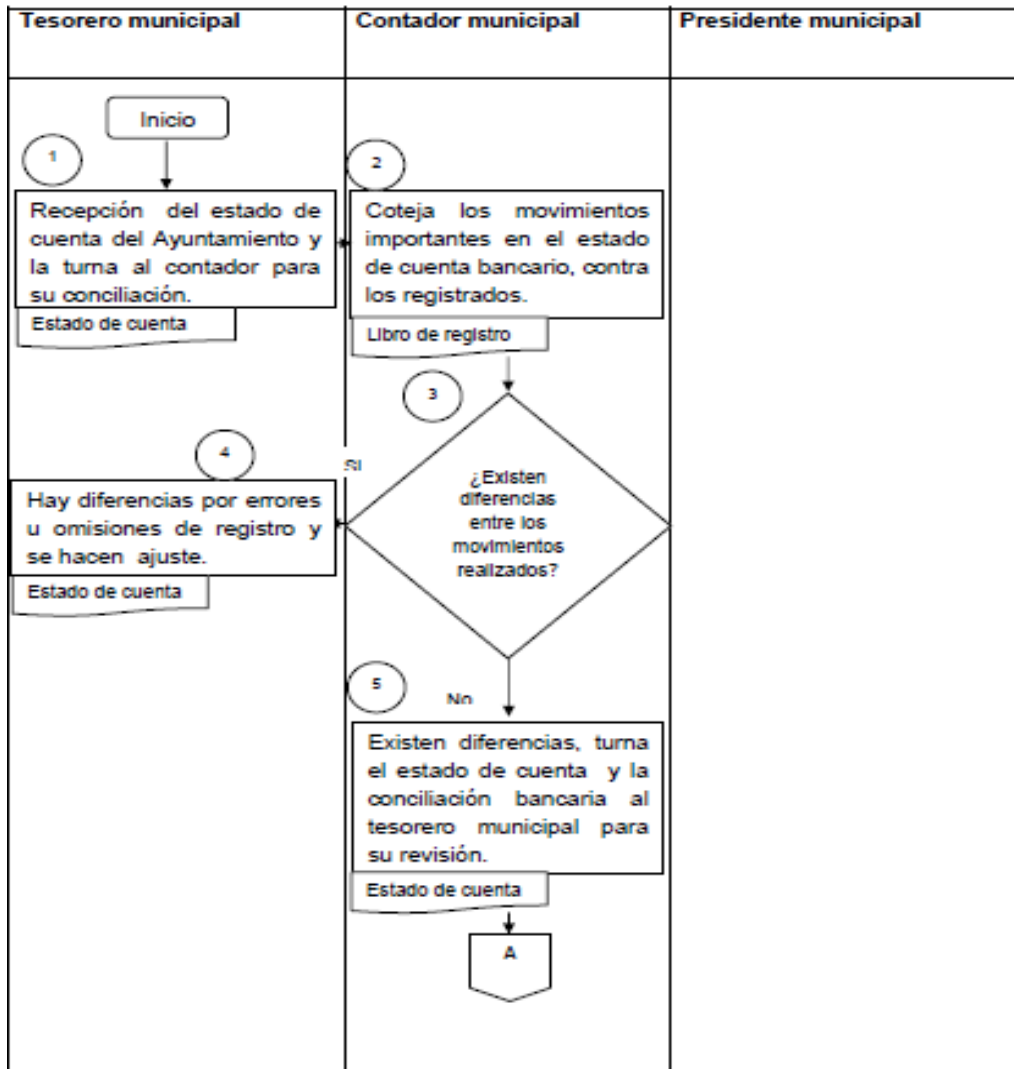 Tesorero municipal
Contador municipal
Presidente municipal
Inicio
1
Recepción del estado de
cuenta del Ayuntamiento y
la turna al contador para
su conciliación.
Estado de cuenta
2
Coteja los movimientos
importantes en el estado
de cuenta bancario, contra
los registrados.
Libro de registro
3
¿Existen
diferencias
entre los
movimientos
realizados?
Si
4
Hay diferencias por errores
u omisiones de registro y
se hacen ajuste.
Estado de cuenta
No
5
Existen diferencias, turna
el estado de cuenta y la
conciliación bancaria al
tesorero municipal para
su revisión.
Estado de cuenta
A